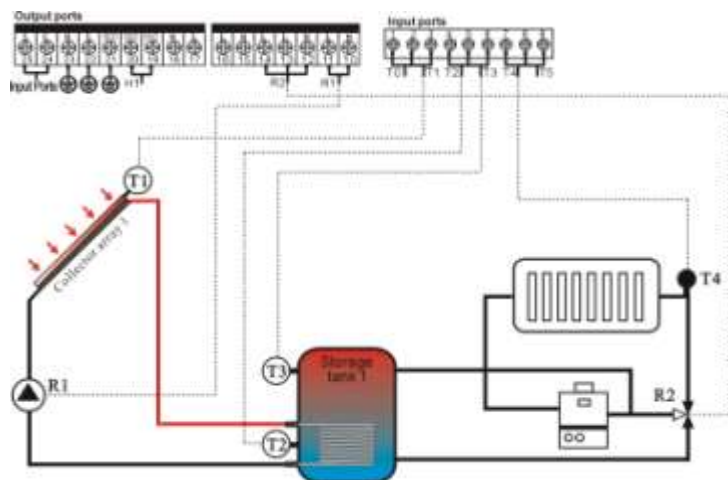 Output ports
Input ports
Input Ports
H1
R2
R1
T0
T1
T2
T3
T4
T5
T1
Collector array 1
T4
R1
T3
Storage
tank 1
R2
T2